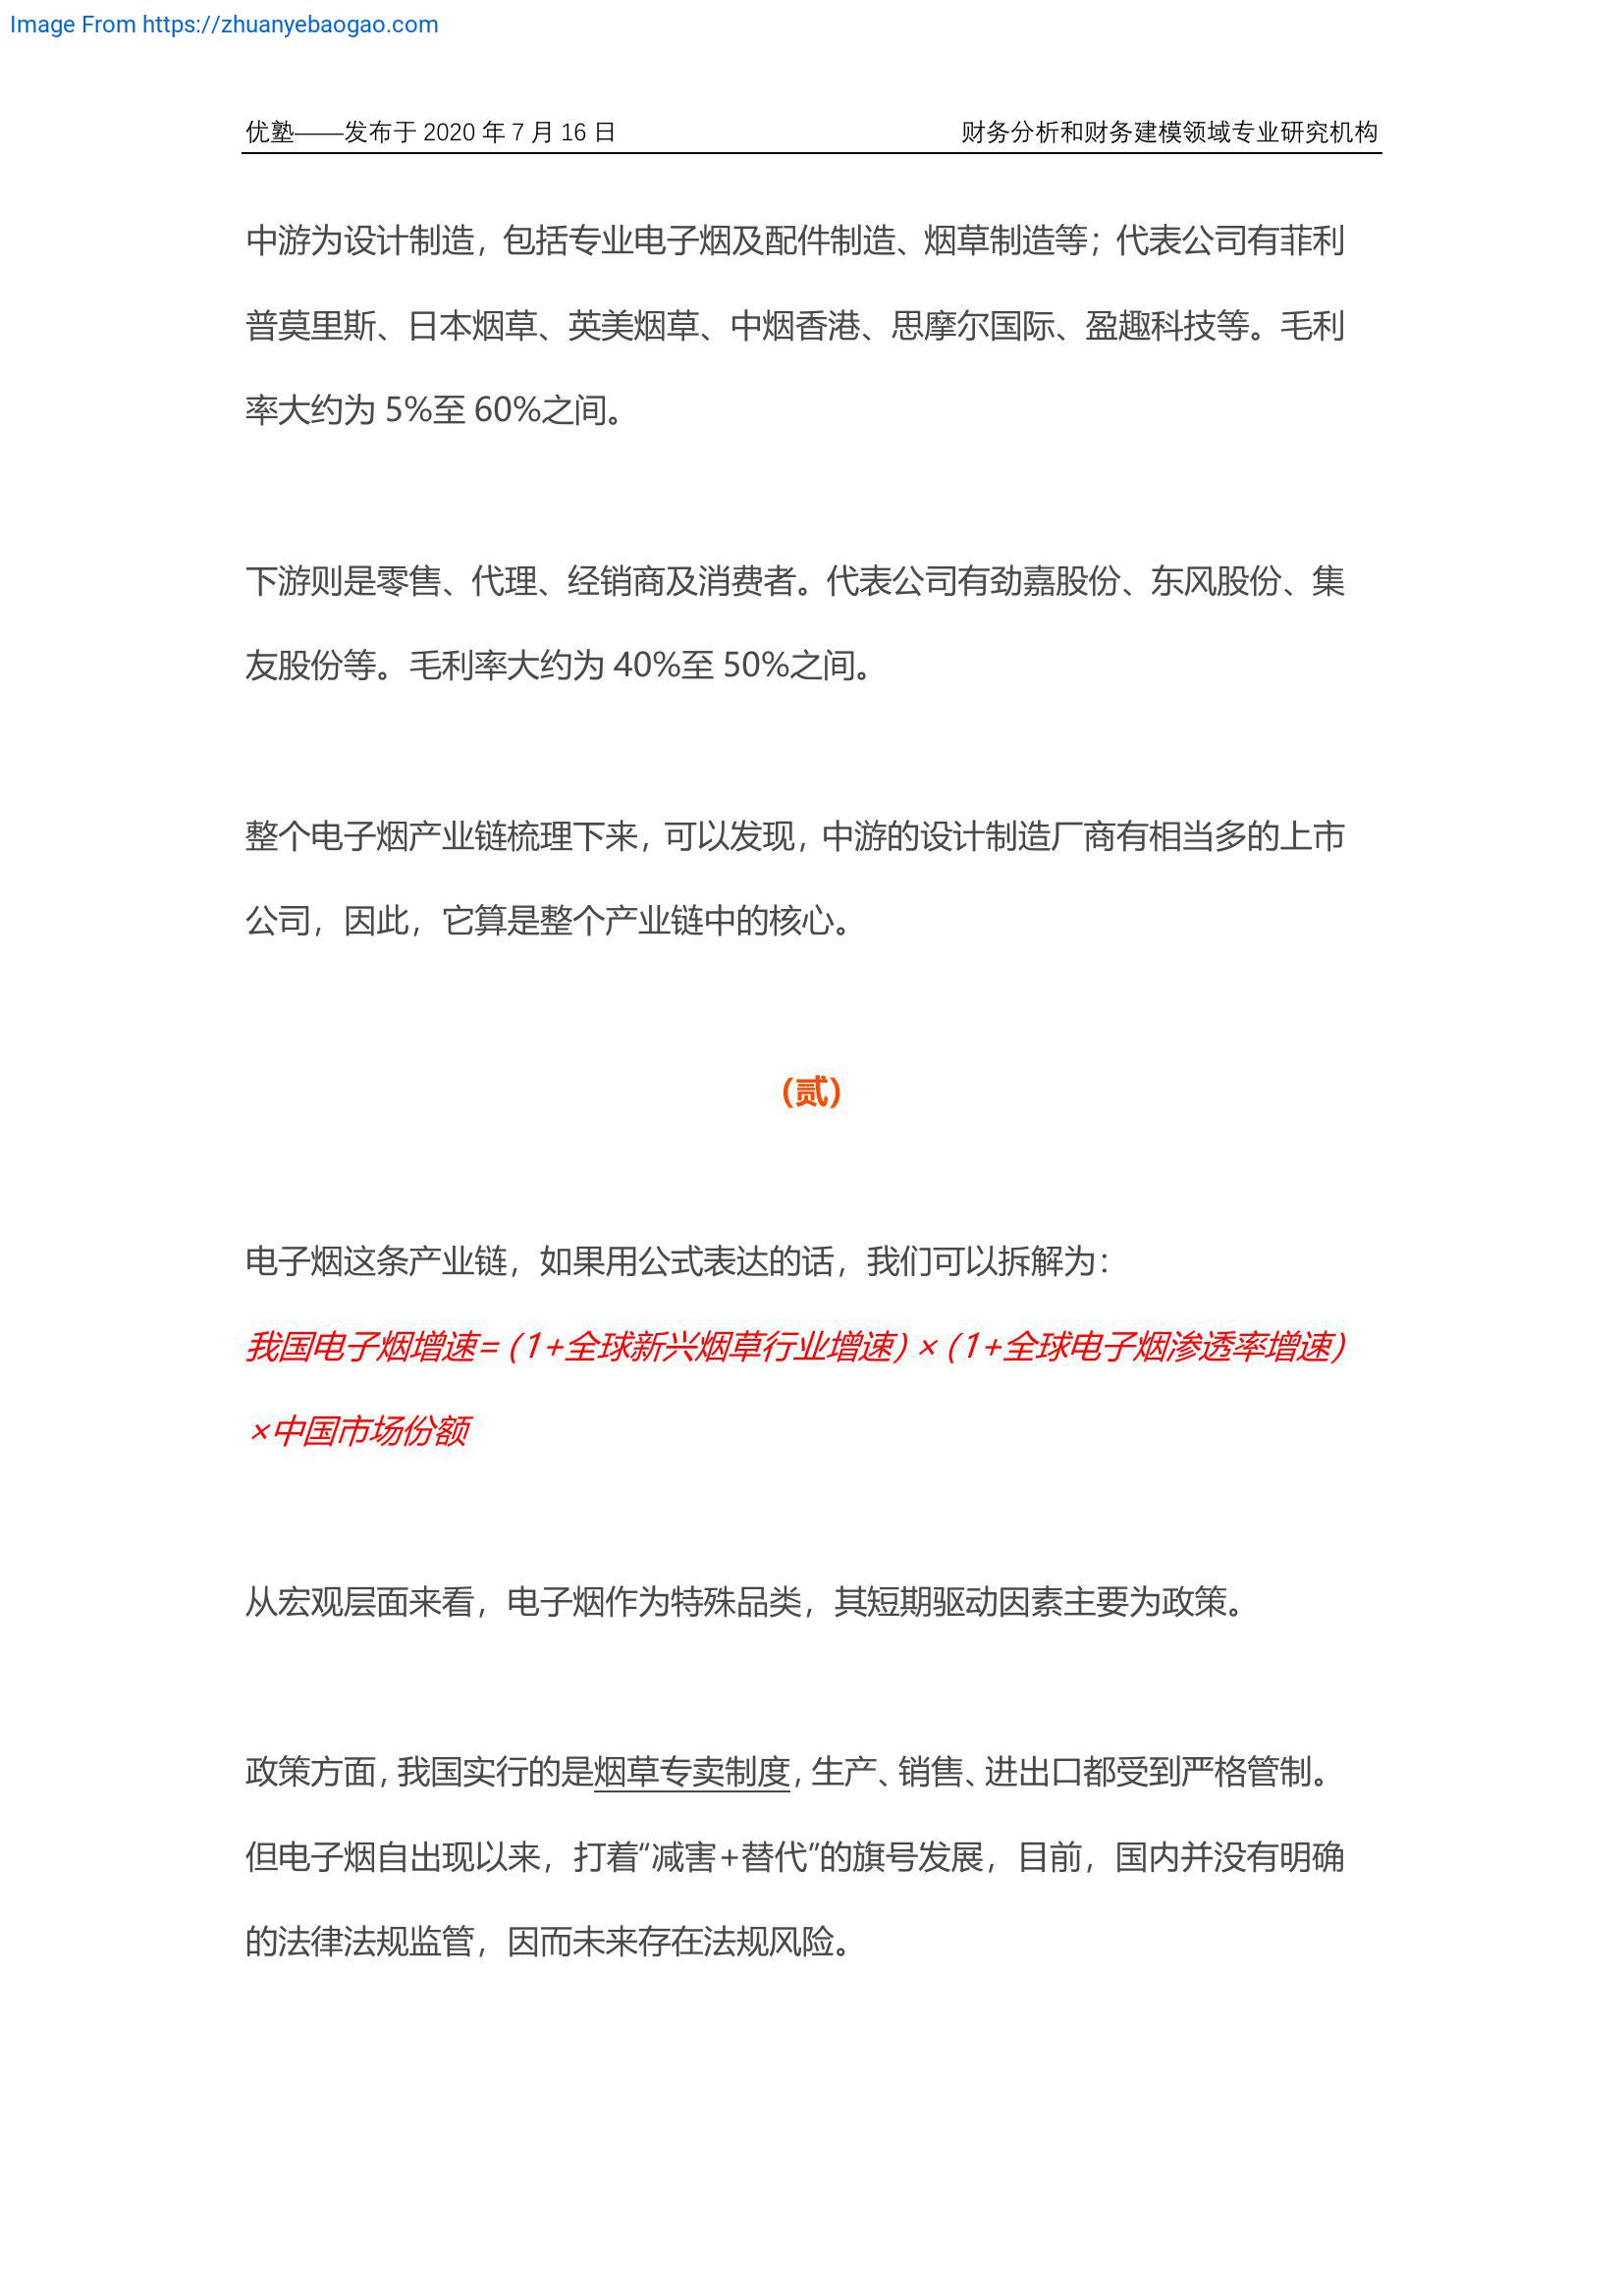 Image From https://zhuanyebaogao.com
优塾——发布于 2020 年 7 月 16 日 财务分析和财务建模领域专业研究机构
中游为设计制造，包括专业电子烟及配件制造、烟草制造等；代表公司有菲利
普莫里斯、日本烟草、英美烟草、中烟香港、思摩尔国际、盈趣科技等。毛利
率大约为 5%至 60%之间。
下游则是零售、代理、经销商及消费者。代表公司有劲嘉股份、东风股份、集
友股份等。毛利率大约为 40%至 50%之间。
整个电子烟产业链梳理下来，可以发现，中游的设计制造厂商有相当多的上市
公司，因此，它算是整个产业链中的核心。
（贰）
电子烟这条产业链，如果用公式表达的话，我们可以拆解为：
我国电子烟增速=（1+全球新兴烟草行业增速）×（1+全球电子烟渗透率增速）
×中国市场份额
从宏观层面来看，电子烟作为特殊品类，其短期驱动因素主要为政策。
政策方面，我国实行的是烟草专卖制度，生产、销售、进出口都受到严格管制。
但电子烟自出现以来，打着“减害+替代”的旗号发展，目前，国内并没有明确
的法律法规监管，因而未来存在法规风险。